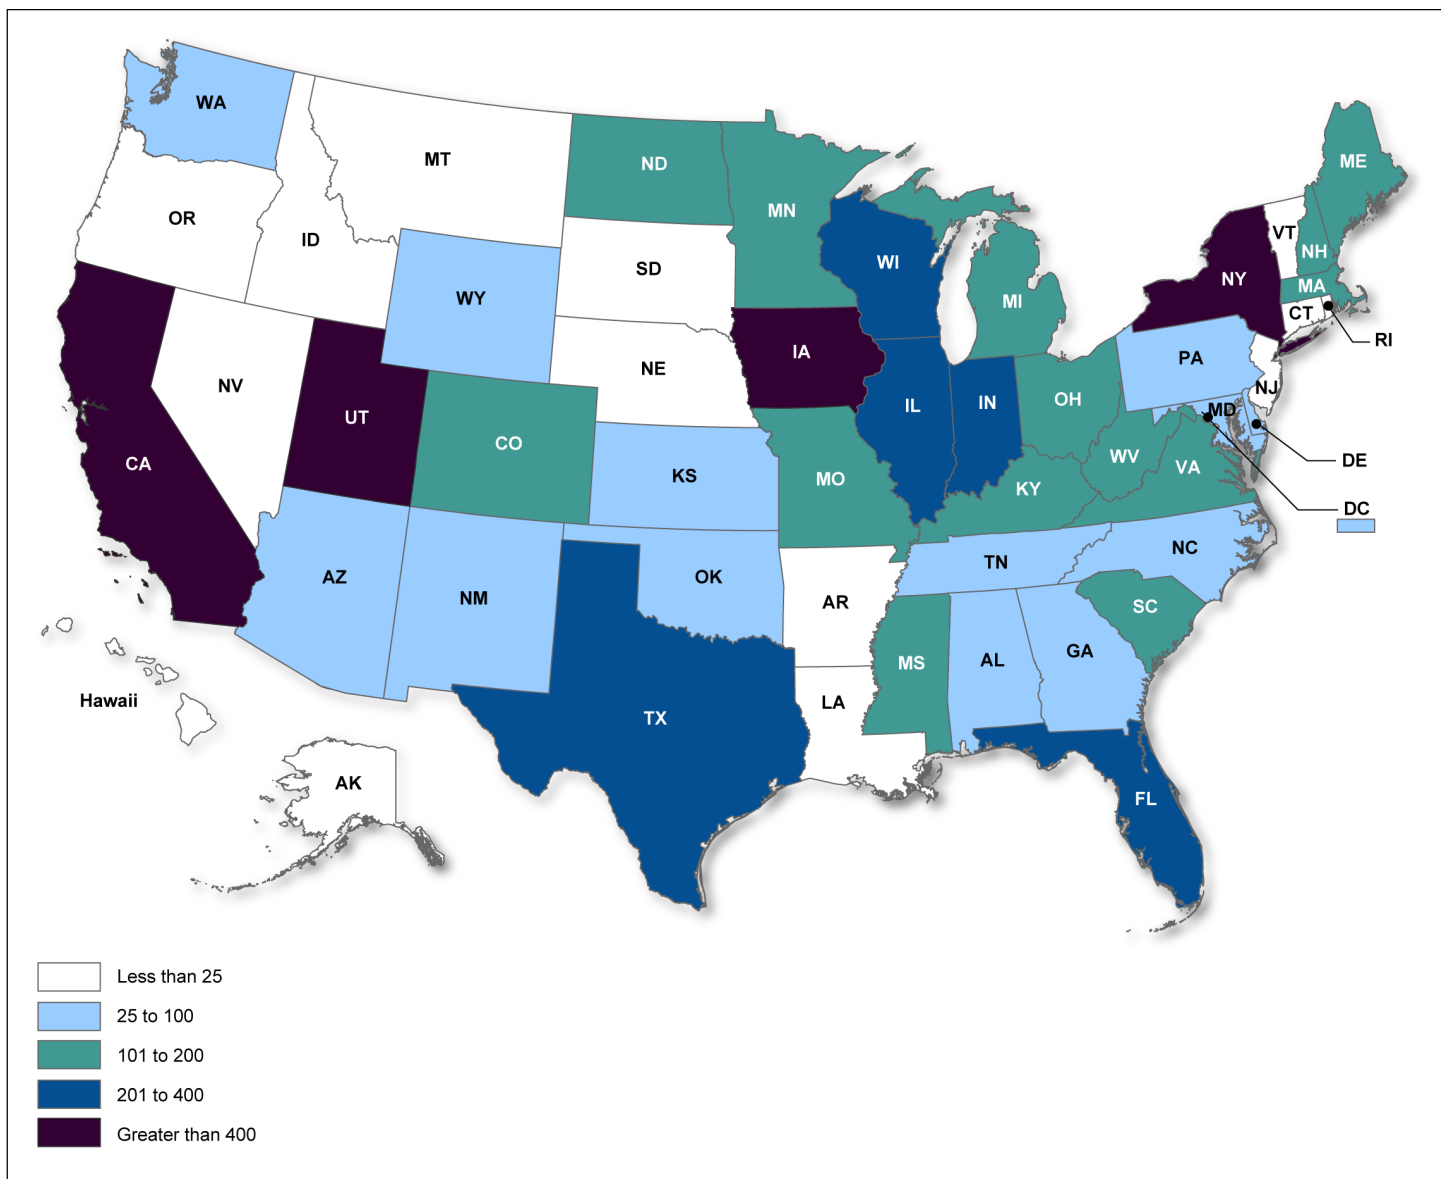 WA
MT
ND
ME
MN
OR
ID
VT
NH
WI
SD
NY
MA
WY
MI
CT
RI
IA
PA
NE
NV
NJ
OH
IL
IN
MD
UT
CO
WV
CA
DE
VA
KS
MO
KY
DC
NC
TN
AZ
OK
NM
AR
SC
GA
AL
MS
Hawaii
LA
TX
AK
FL
Less than 25
25 to 100
101 to 200
201 to 400
Greater than 400